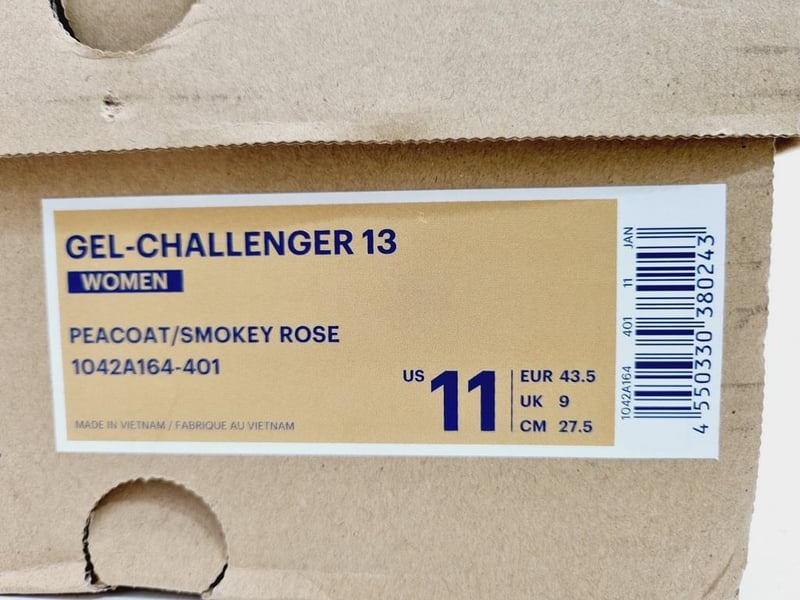 GEL-CHALLENGER 13
WOMEN
PEACOAT/SMOKEY ROSE
1042A164-401
US 11
EUR 43.5
UK 9
CM 27.5
MADE IN VIETNAM / FABRIQUE AU VIETNAM
1042A164 401 11 JAN
4 550330 380243